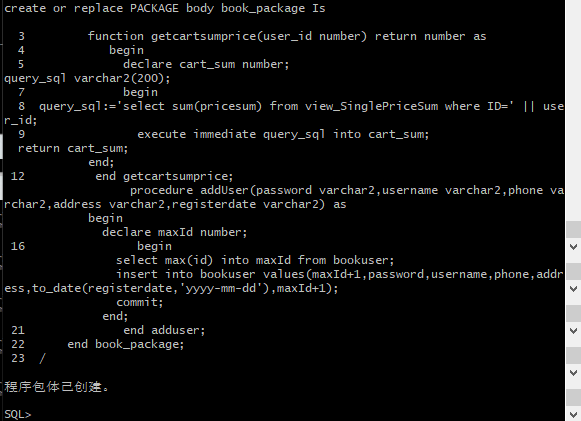 create or replace PACKAGE body book_package Is
3 function getcartsumprice(user_id number) return number as
4 begin
5 declare cart_sum number;
query_sql varchar2(200);
7 begin
8 query_sql:='select sum(pricesum) from view_SinglePriceSum where ID=' || use
r_id;
9 execute immediate query_sql into cart_sum;
return cart_sum;
end;
12 end getcartsumprice;
procedure addUser(password varchar2,username varchar2,phone va
rchar2,address varchar2,registerdate varchar2) as
begin
declare maxId number;
16 begin
select max(id) into maxId from bookuser;
insert into bookuser values(maxId+1,password,username,phone,addr
ess,to_date(registerdate,'yyyy-mm-dd'),maxId+1);
commit;
end;
21 end adduser;
22 end book_package;
23 /
程序包体已创建。
SQL>